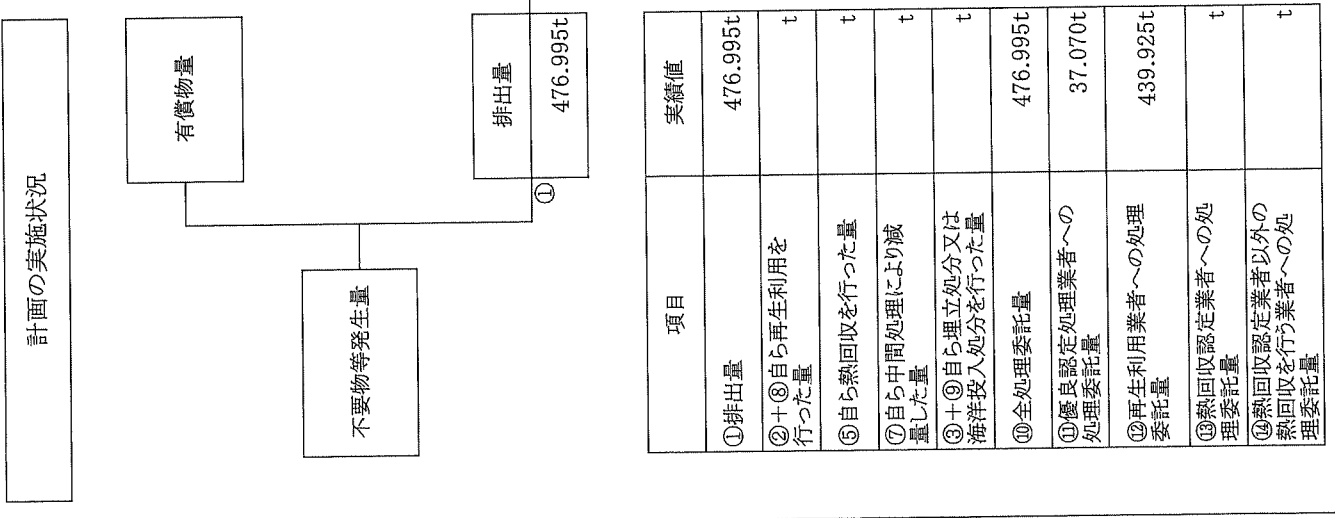 計画の実施状況
有償物量
不要物等発生量
排出量
①
476.995t
項目
実績値
①排出量
476.995t
②+⑧自ら再生利用を
行った量
t
⑤自ら熱回収を行った量
t
⑦自ら中間処理により減
量した量
t
③+⑨自ら埋立処分又は
海洋投入処分を行った量
t
⑩全処理委託量
476.995t
⑪優良認定処理業者への
処理委託量
37.070t
⑫再生利用業者への処理
委託量
439.925t
⑬熱回収認定業者への処
理委託量
t
⑭熱回収認定業者以外の
熱回収を行う業者への処
理委託量
t